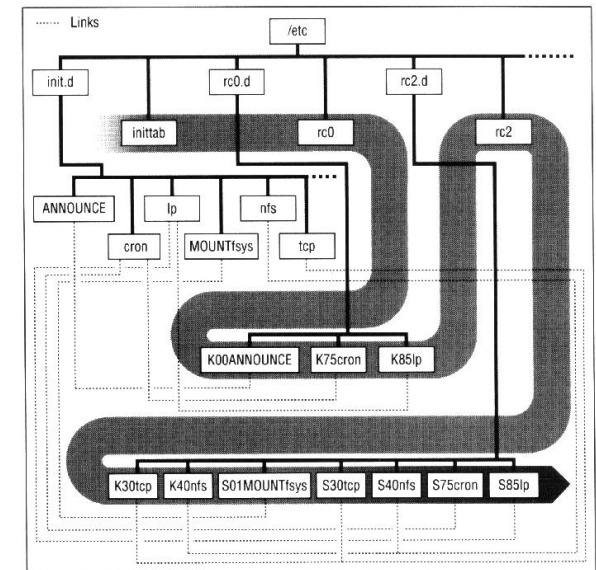 Links
/etc
init.d
rc0.d
rc2.d
inittab
rc0
rc2
ANNOUNCE
lp
nfs
cron
MOUNTfsys
tcp
K00ANNOUNCE
K75cron
K85lp
K30tcp
K40nfs
S01MOUNTfsys
S30tcp
S40nfs
S75cron
S85lp